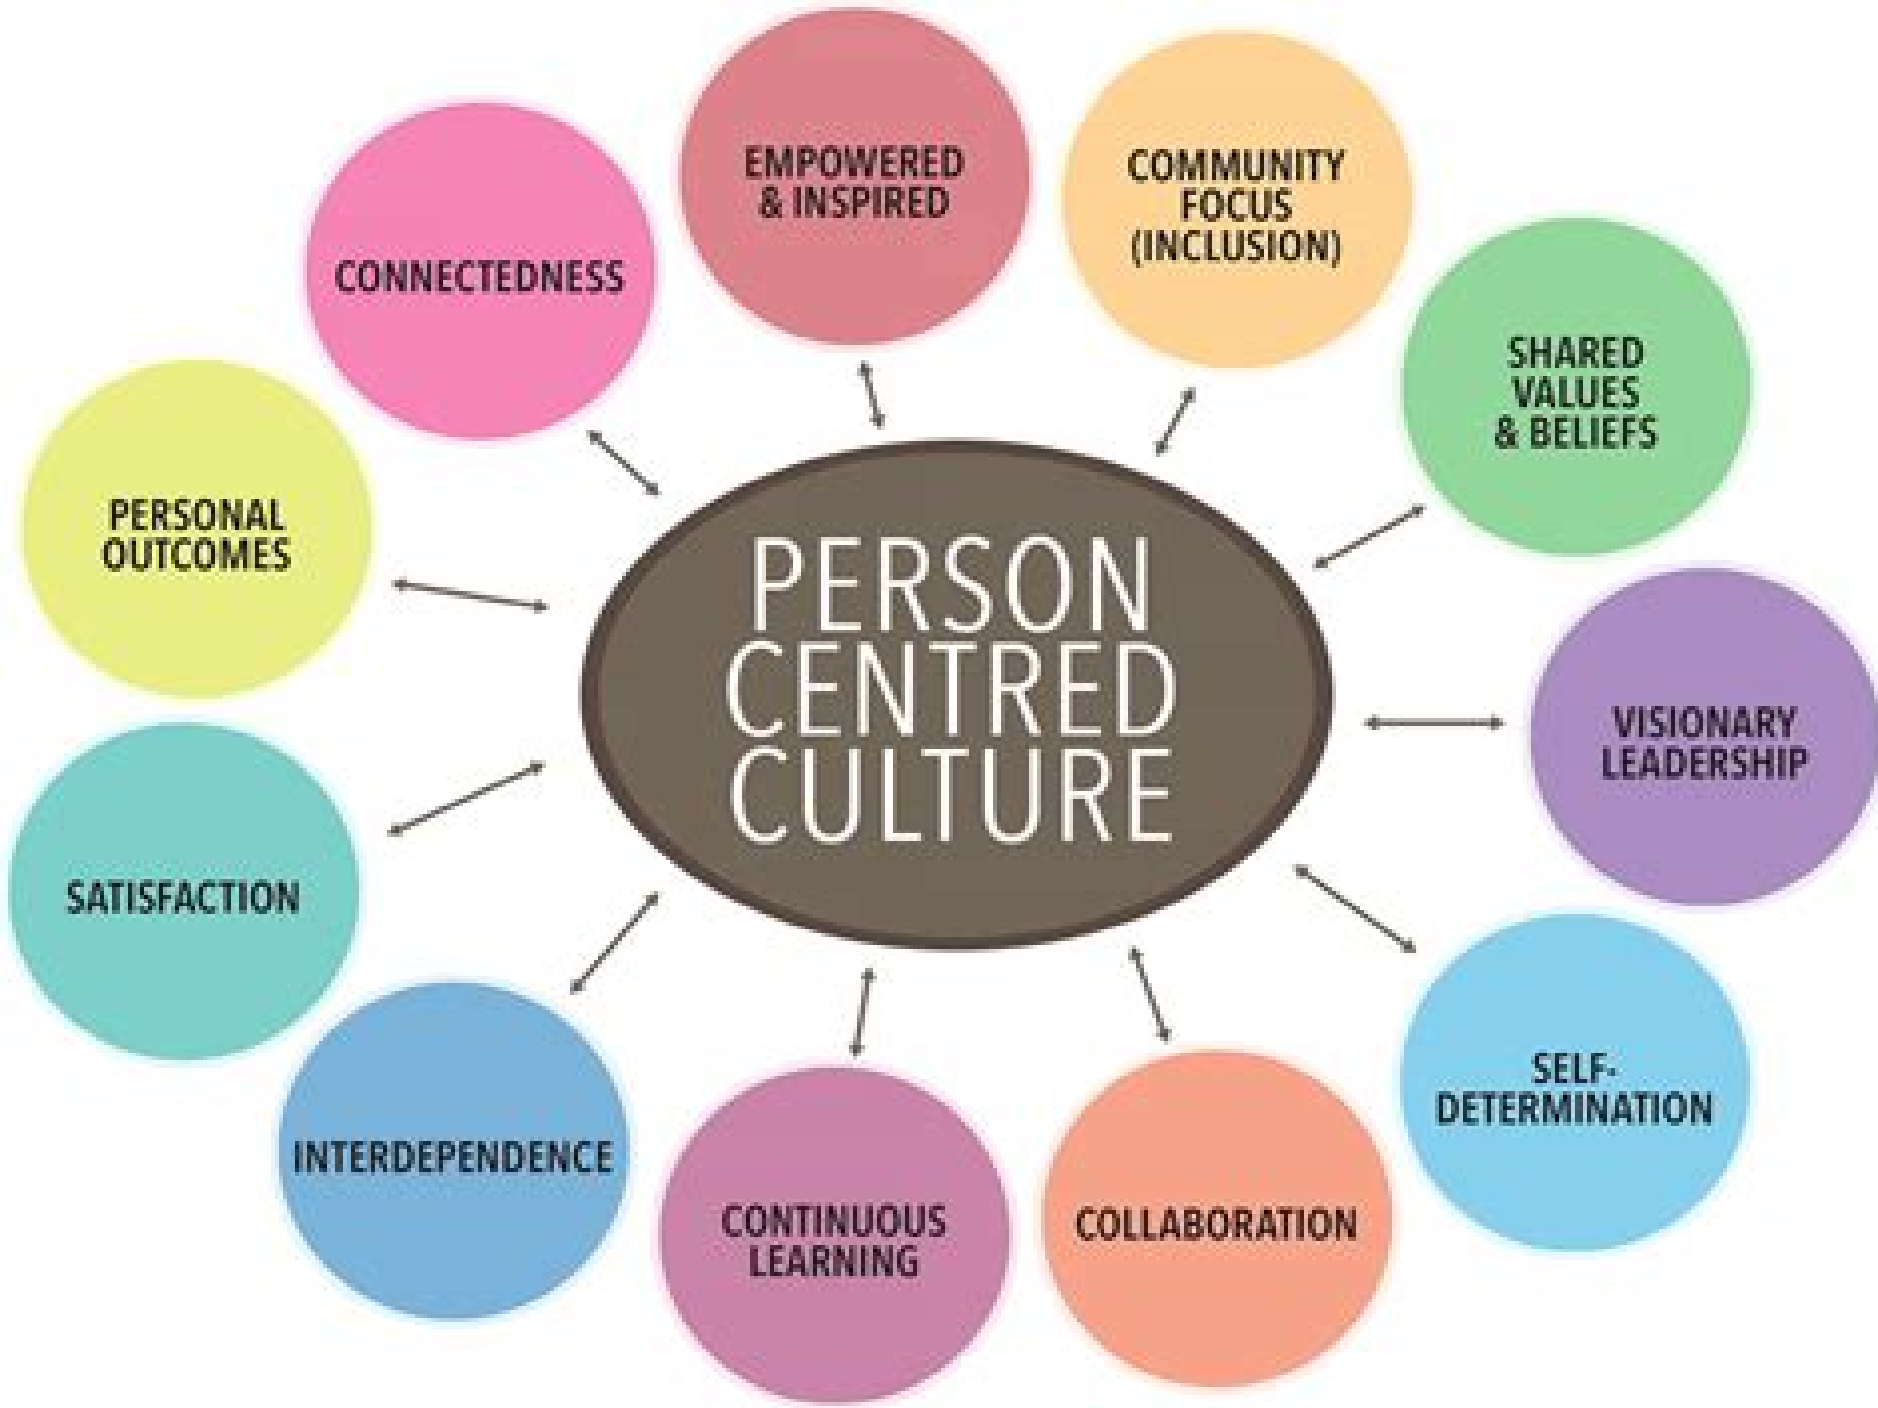 EMPOWERED
& INSPIRED
COMMUNITY
FOCUS
(INCLUSION)
CONNECTEDNESS
SHARED
VALUES
& BELIEFS
PERSONAL
OUTCOMES
PERSON
CENTRED
CULTURE
VISIONARY
LEADERSHIP
SATISFACTION
SELF-
DETERMINATION
INTERDEPENDENCE
CONTINUOUS
LEARNING
COLLABORATION